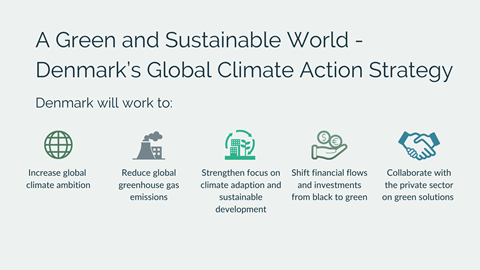 A Green and Sustainable World -
Denmark's Global Climate Action Strategy
Denmark will work to:
Increase global
climate ambition
Reduce global
greenhouse gas
emissions
Strengthen focus on
climate adaption and
sustainable
development
$ €
Shift financial flows
and investments
from black to green
Collaborate with
the private sector
on green solutions